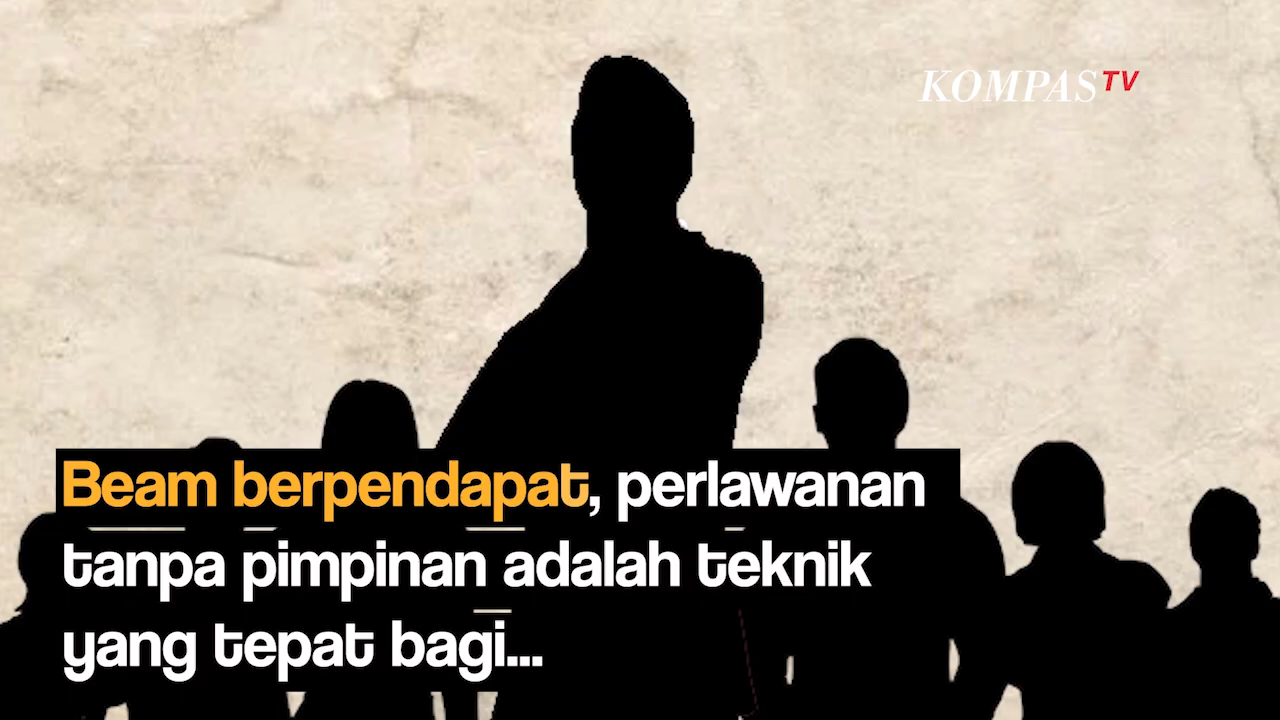 KOMPAS TV
Beam berpendapat, perlawanan
tanpa pimpinan adalah teknik
yang tepat bagi...